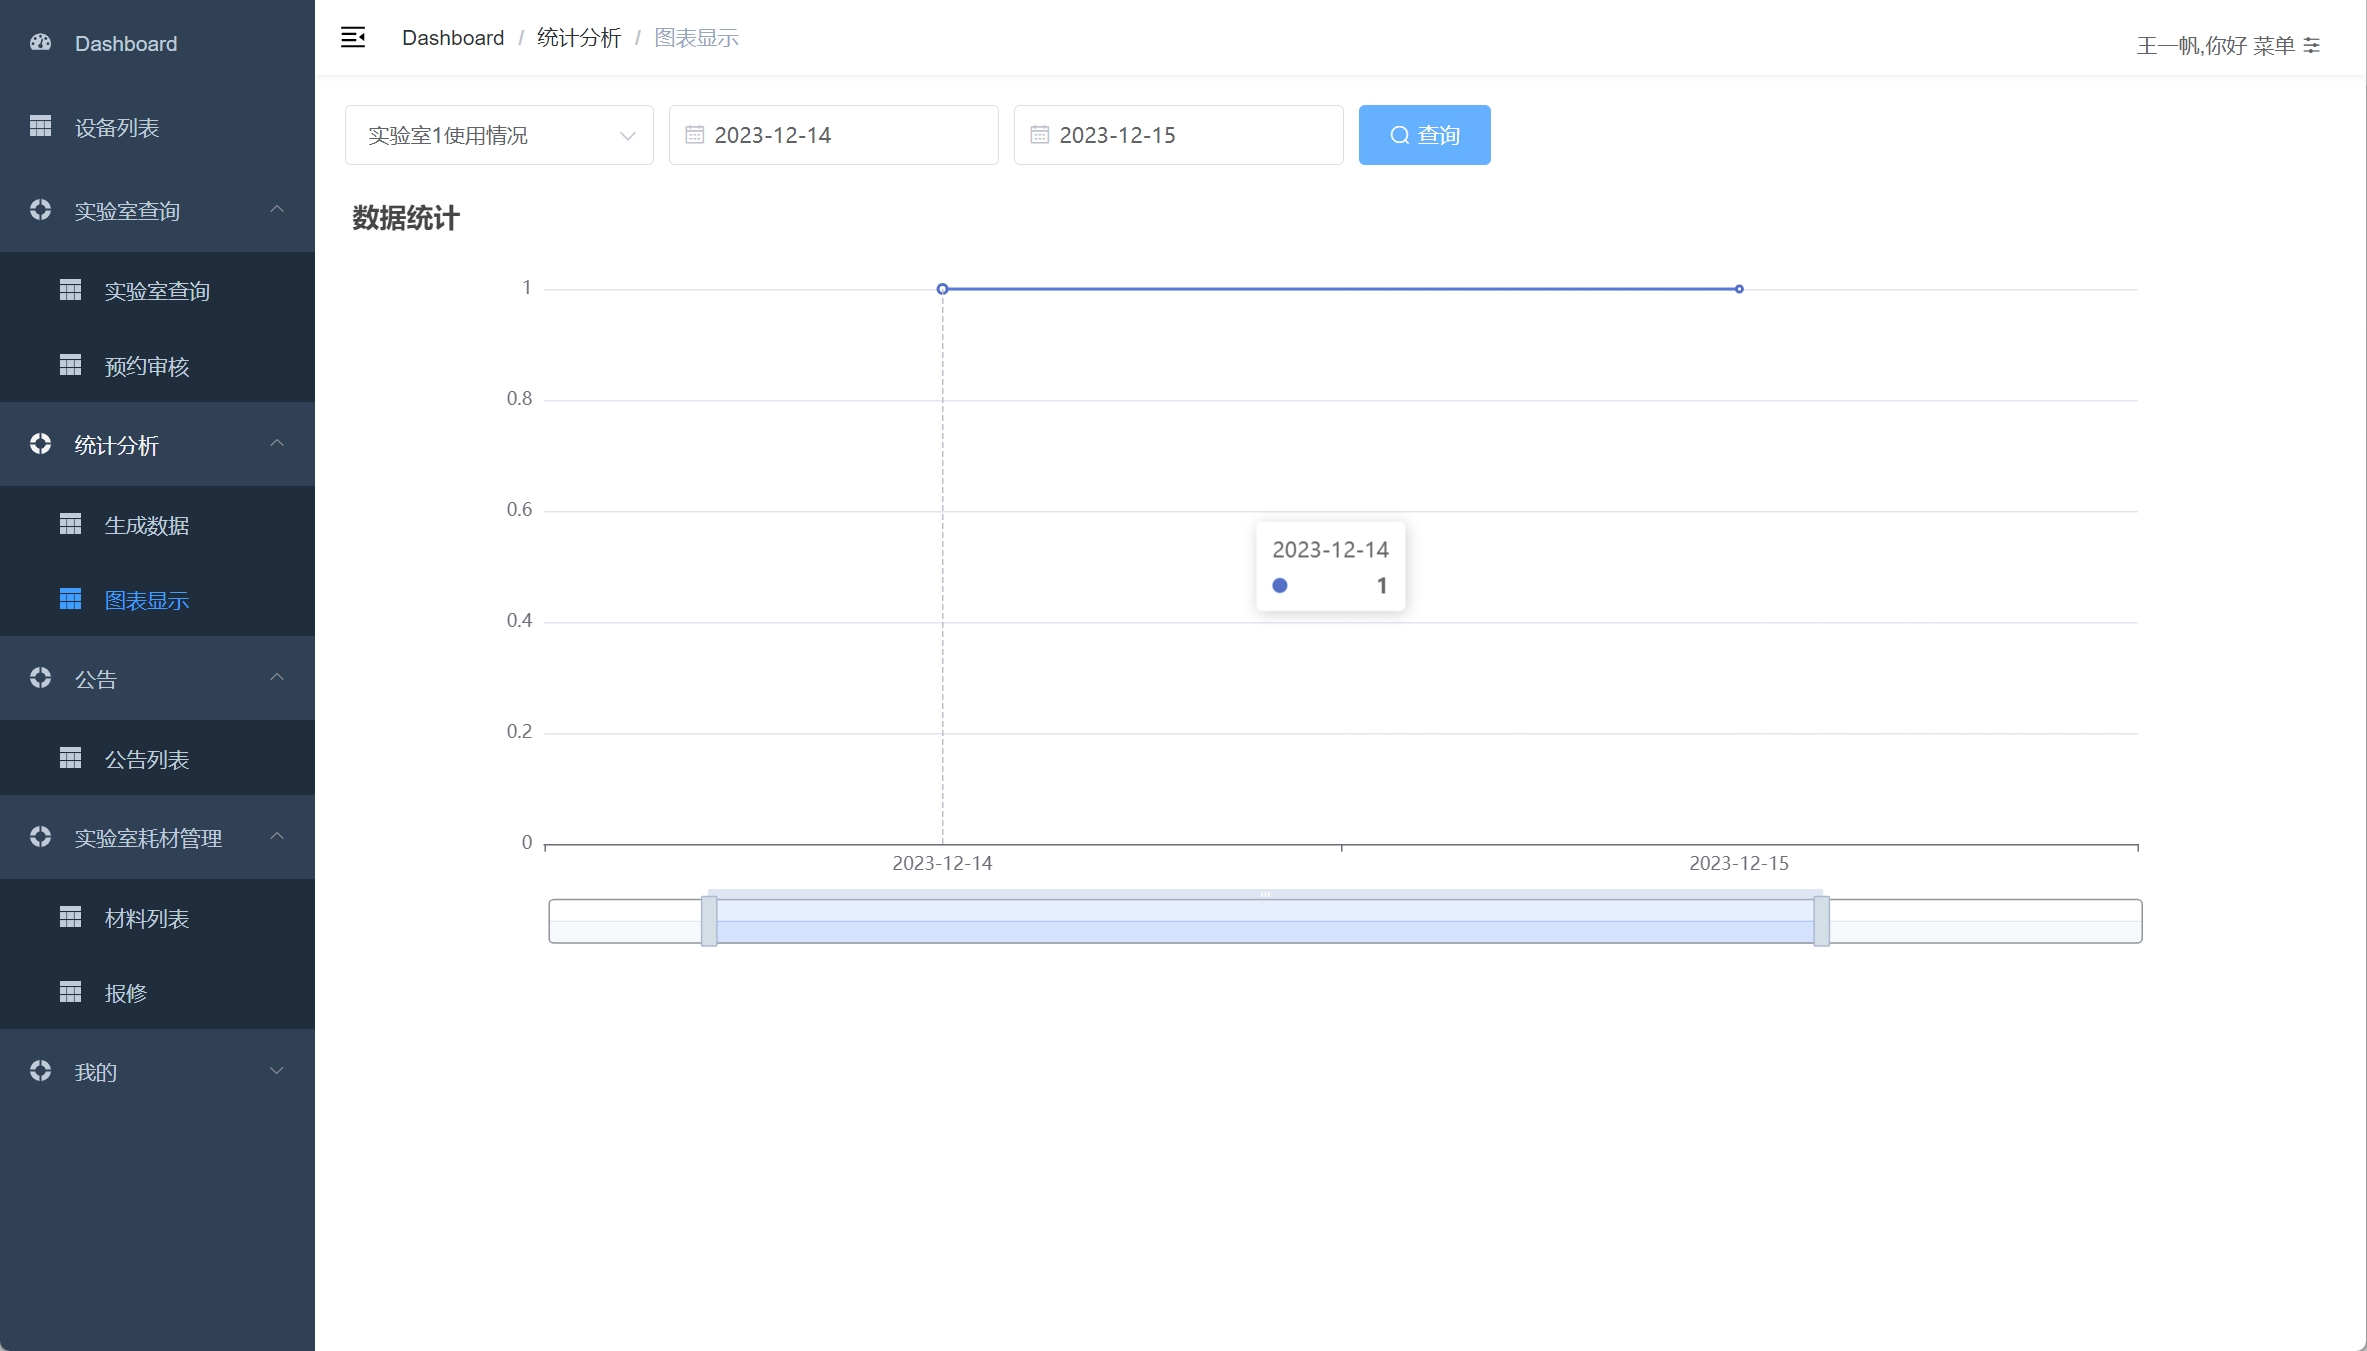 Dashboard
设备列表
实验室查询
实验室查询
预约审核
统计分析
生成数据
图表显示
公告
公告列表
实验室耗材管理
材料列表
报修
我的
Dashboard / 统计分析 / 图表显示
王一帆,你好 菜单
实验室1使用情况
2023-12-14
2023-12-15
查询
数据统计
1
0.8
0.6
0.4
0.2
0
2023-12-14
1
2023-12-14
2023-12-15